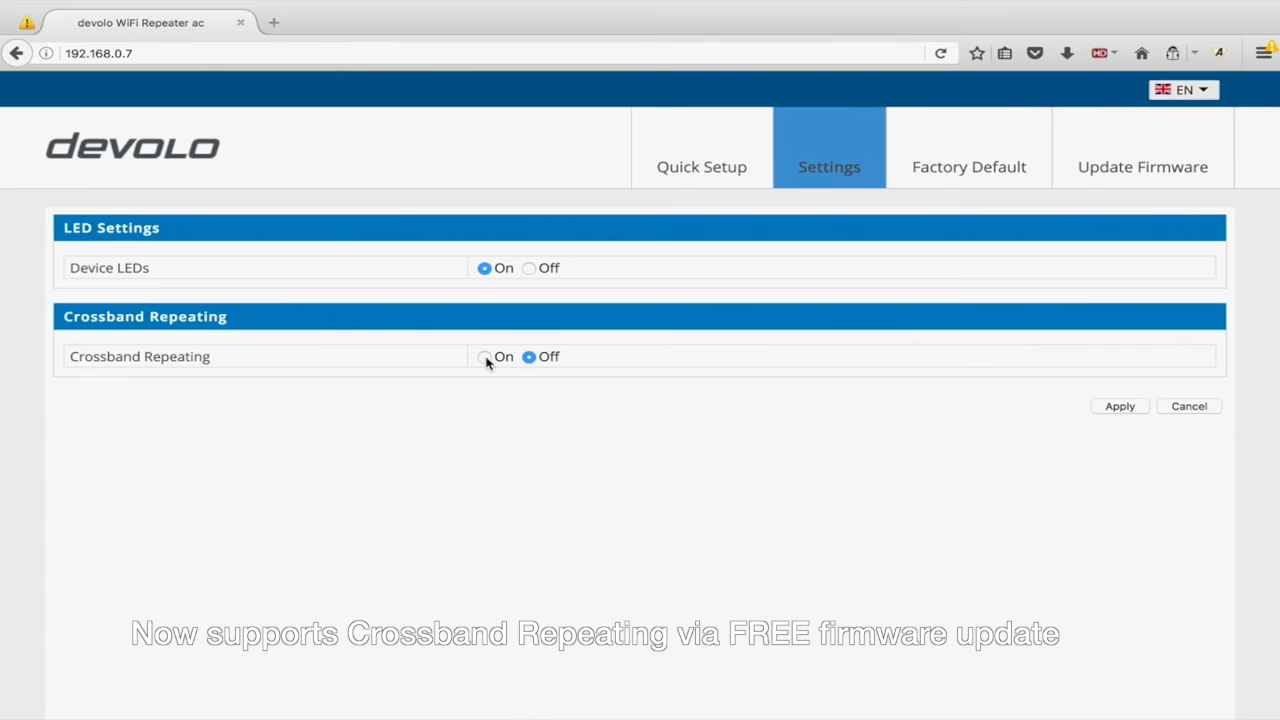 devolo WiFi Repeater ac
192.168.0.7
HD
A
EN
devolo
Quick Setup
Settings
Factory Default
Update Firmware
LED Settings
Device LEDs
On Off
Crossband Repeating
Crossband Repeating
On Off
Apply
Cancel
Now supports Crossband Repeating via FREE firmware update